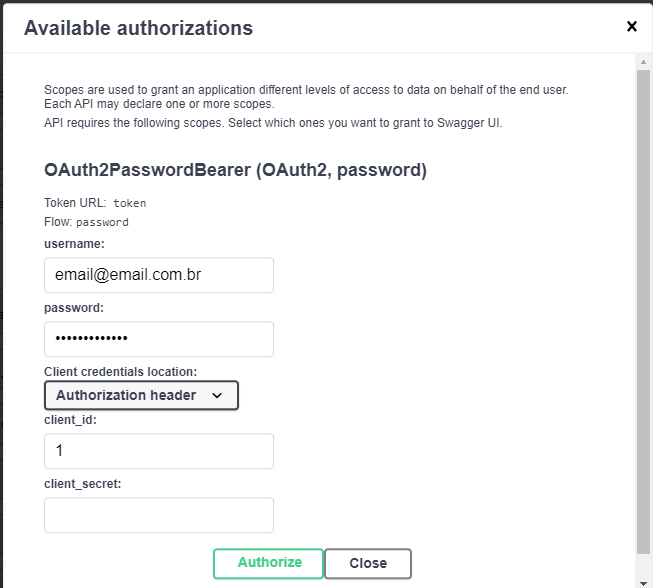 Available authorizations
Scopes are used to grant an application different levels of access to data on behalf of the end user.
Each API may declare one or more scopes.
API requires the following scopes. Select which ones you want to grant to Swagger UI.
OAuth2PasswordBearer (OAuth2, password)
Token URL: token
Flow: password
username:
email@email.com.br
password:
•••••••••••••
Client credentials location:
Authorization header
client_id:
1
client_secret:
Authorize Close